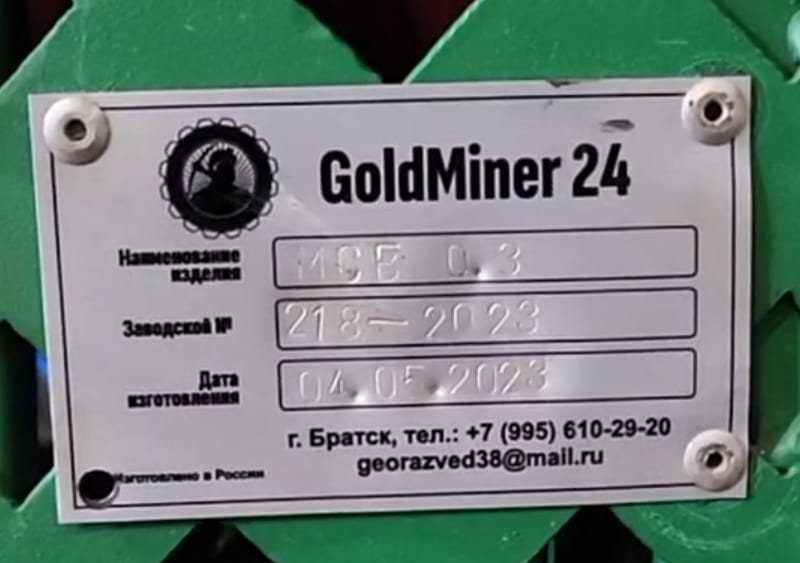 GoldMiner 24
Наименование
изделия
МСБ 0.3
Заводской №
218-2023
Дата
изготовления
04.05.2023
г. Братск, тел.: +7 (995) 610-29-20
georazved38@mail.ru
Изготовлено в России